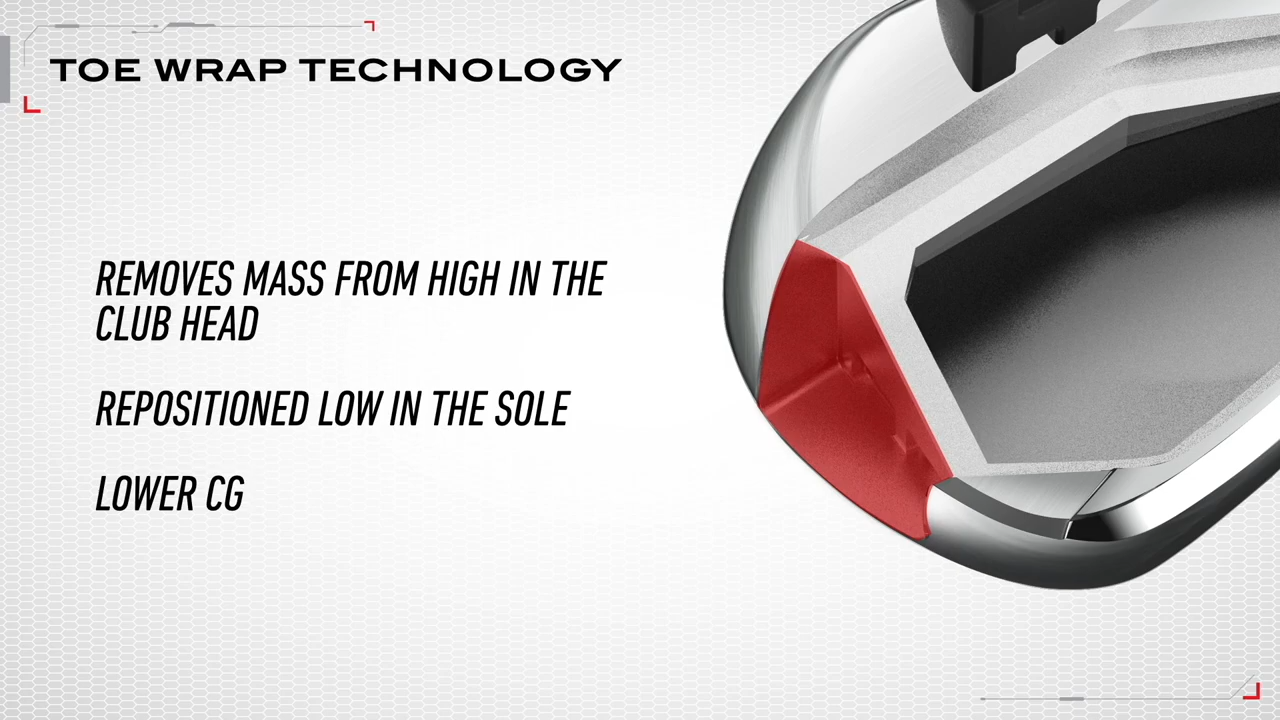 TOE WRAP TECHNOLOGY
REMOVES MASS FROM HIGH IN THE
CLUB HEAD
REPOSITIONED LOW IN THE SOLE
LOWER CG